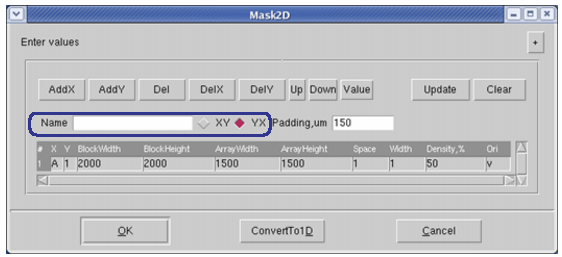 Mask2D
Enter values +
AddX AddY Del DelX DelY Up Down Value Update Clear
Name XY YX Padding,um 150
# X Y BlockWidth BlockHeight ArrayWidth ArrayHeight Space Width Density,% Ori
1 A 1 2000 2000 1500 1500 1 1 50 v
OK ConvertTo1D Cancel